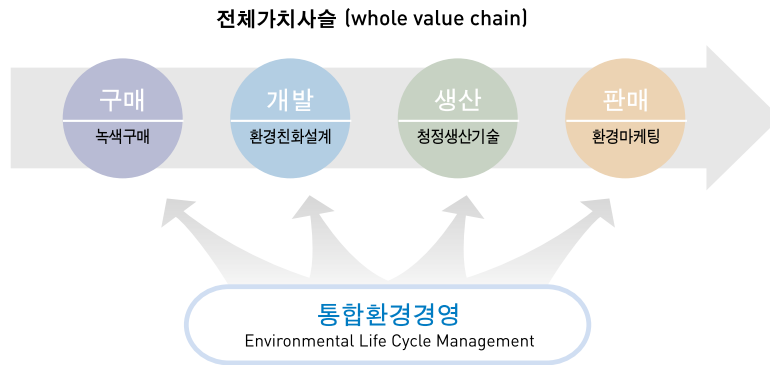 전체가치사슬 (whole value chain)
구매
녹색구매
개발
환경친화설계
생산
청정생산기술
판매
환경마케팅
통합환경경영
Environmental Life Cycle Management